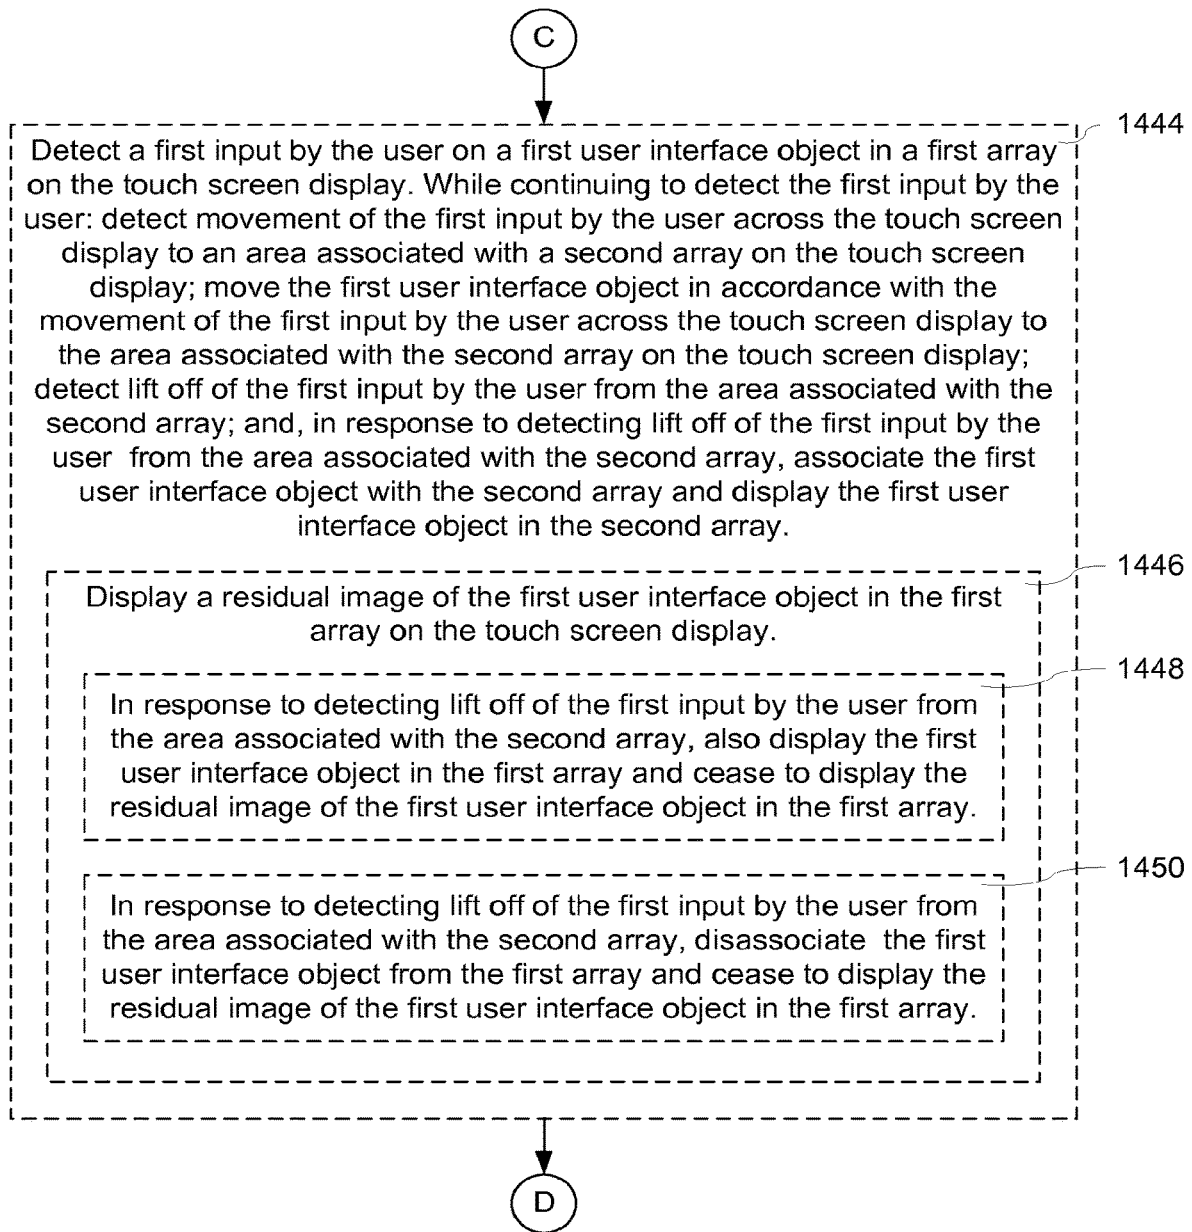 C
1444
Detect a first input by the user on a first user interface object in a first array
on the touch screen display. While continuing to detect the first input by the
user: detect movement of the first input by the user across the touch screen
display to an area associated with a second array on the touch screen
display; move the first user interface object in accordance with the
movement of the first input by the user across the touch screen display to
the area associated with the second array on the touch screen display;
detect lift off of the first input by the user from the area associated with the
second array; and, in response to detecting lift off of the first input by the
user from the area associated with the second array, associate the first
user interface object with the second array and display the first user
interface object in the second array.
1446
Display a residual image of the first user interface object in the first
array on the touch screen display.
1448
In response to detecting lift off of the first input by the user from
the area associated with the second array, also display the first
user interface object in the first array and cease to display the
residual image of the first user interface object in the first array.
1450
In response to detecting lift off of the first input by the user from
the area associated with the second array, disassociate the first
user interface object from the first array and cease to display the
residual image of the first user interface object in the first array.
D